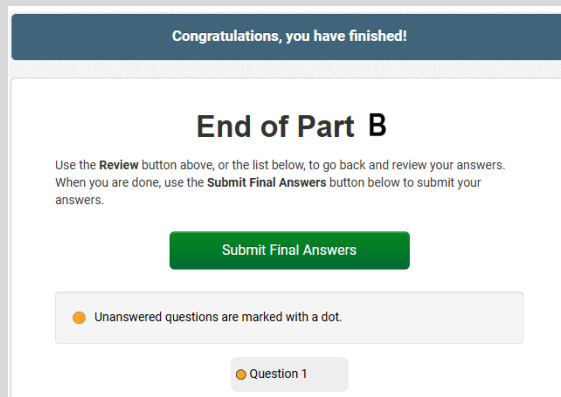 Congratulations, you have finished!
End of Part B
Use the Review button above, or the list below, to go back and review your answers.
When you are done, use the Submit Final Answers button below to submit your
answers.
Submit Final Answers
Unanswered questions are marked with a dot.
Question 1